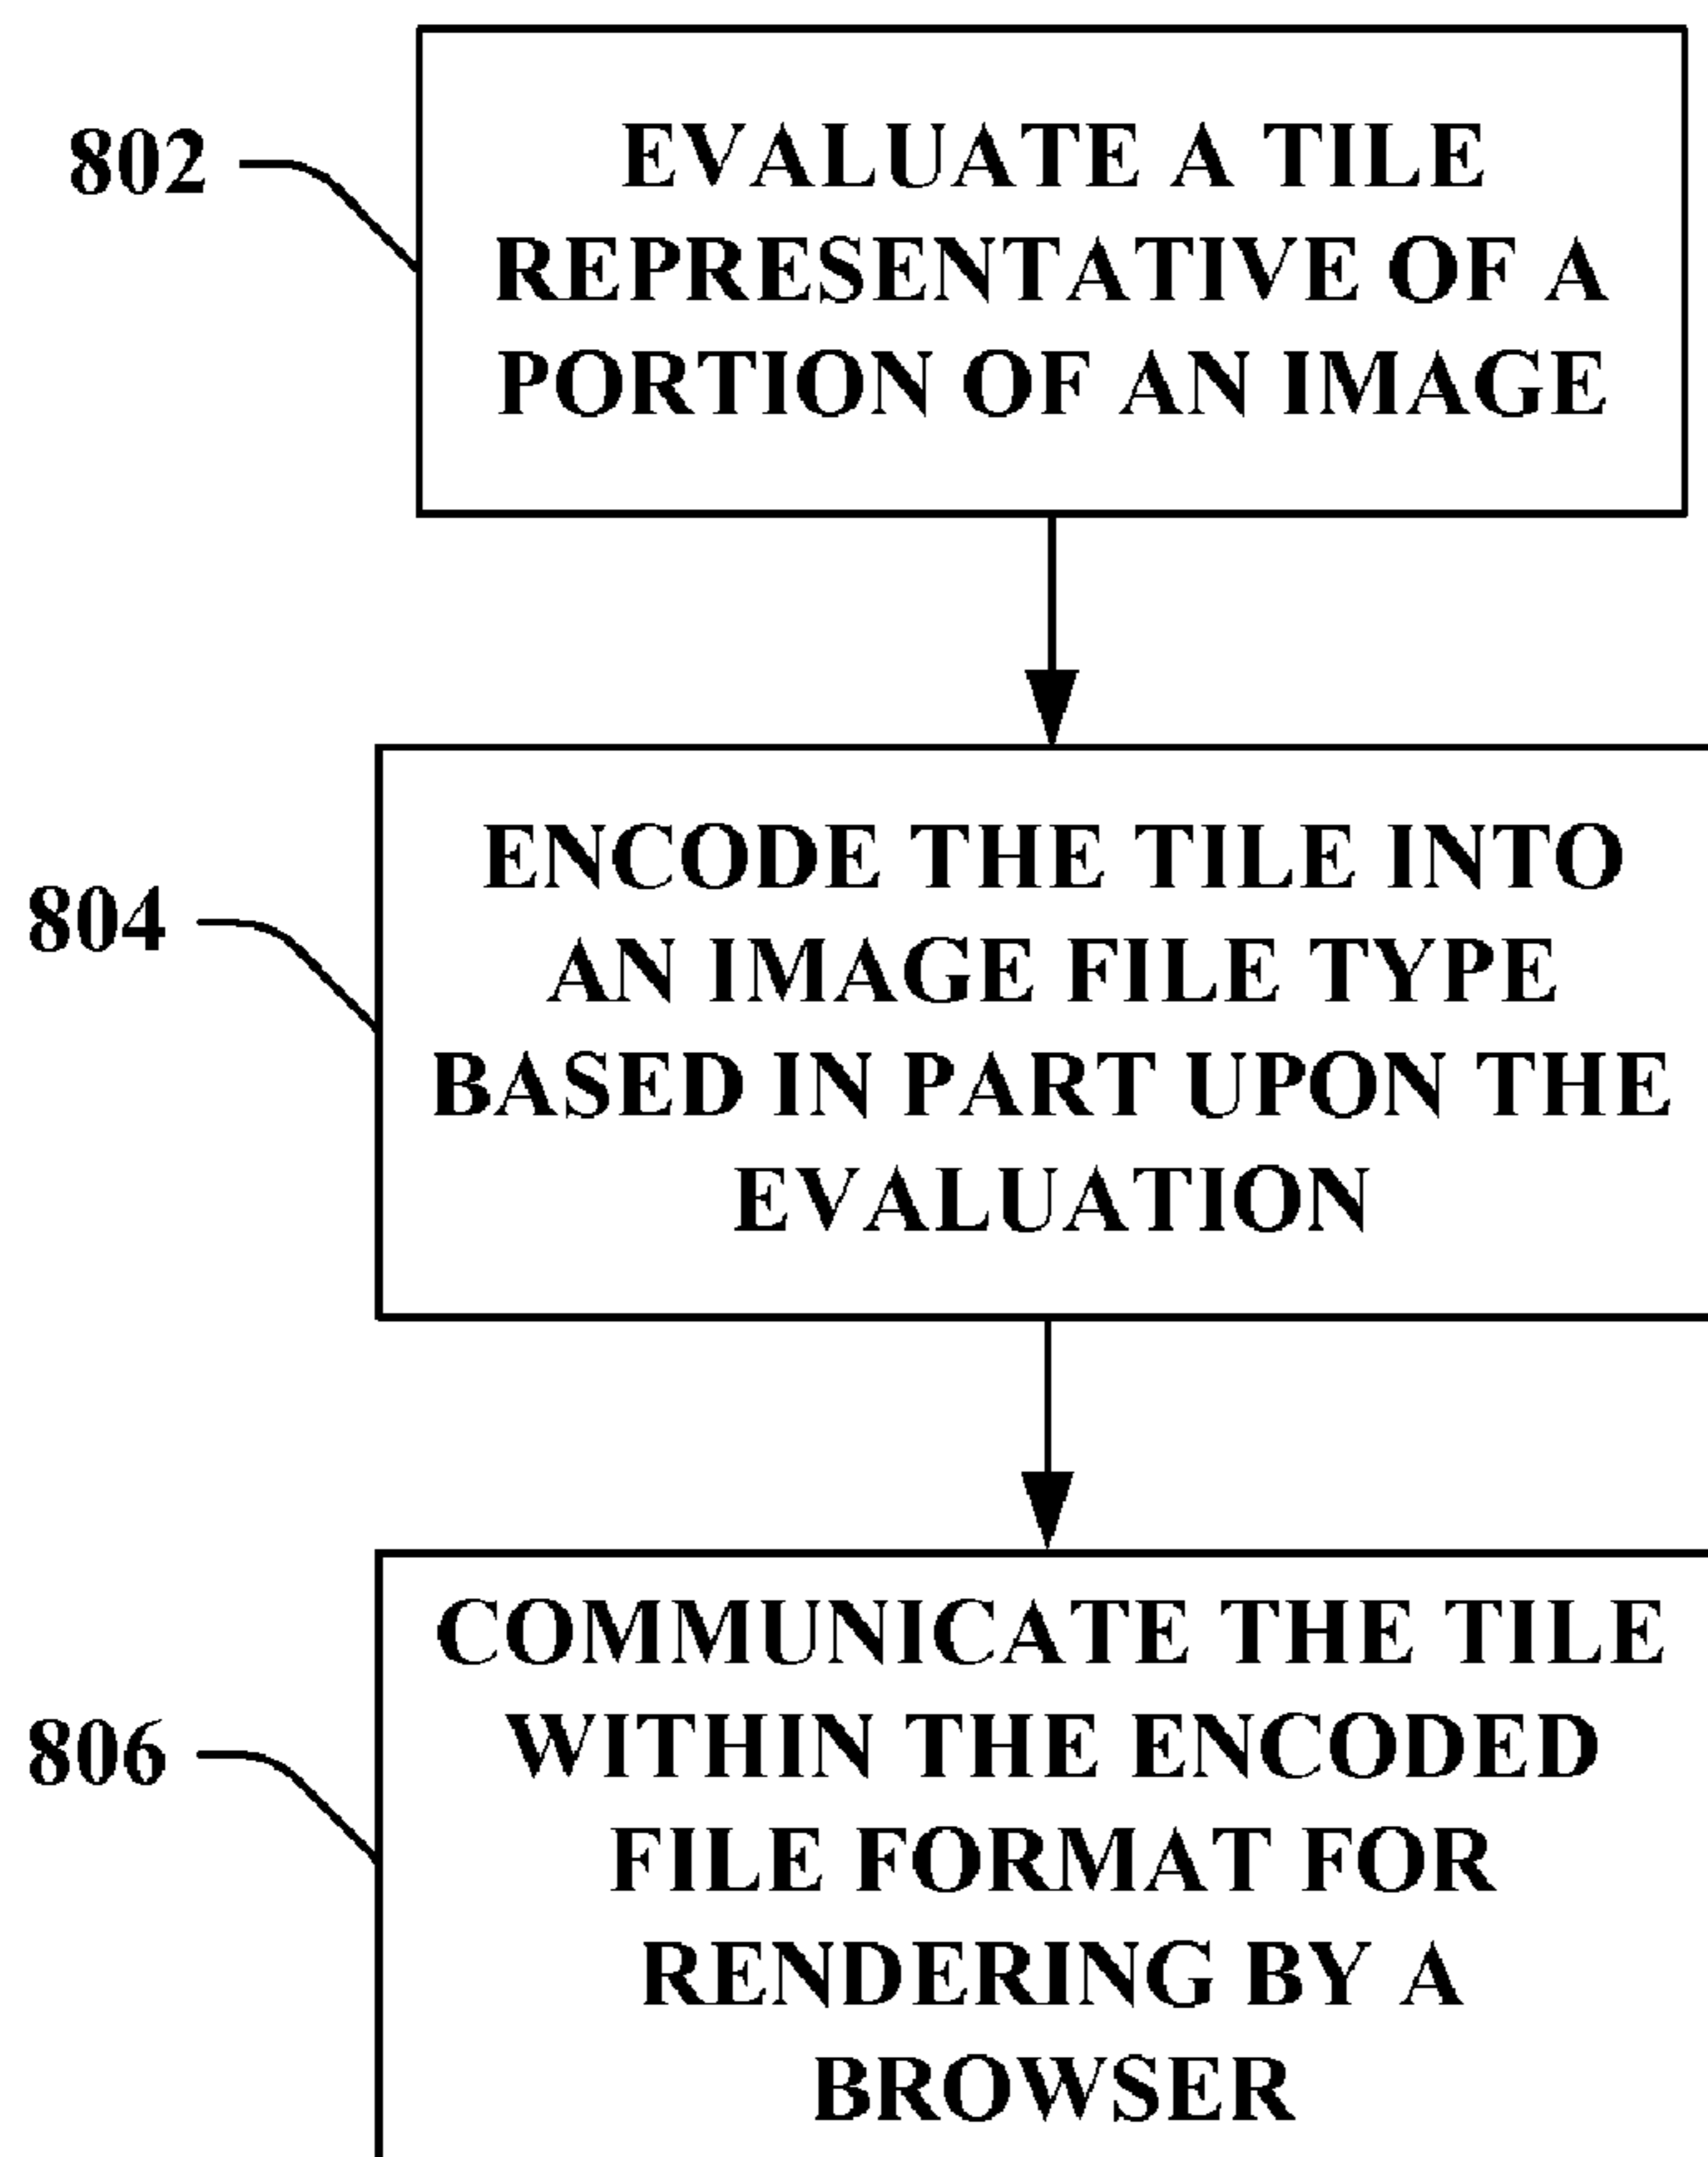 802
EVALUATE A TILE
REPRESENTATIVE OF A
PORTION OF AN IMAGE
804
ENCODE THE TILE INTO
AN IMAGE FILE TYPE
BASED IN PART UPON THE
EVALUATION
806
COMMUNICATE THE TILE
WITHIN THE ENCODED
FILE FORMAT FOR
RENDERING BY A
BROWSER